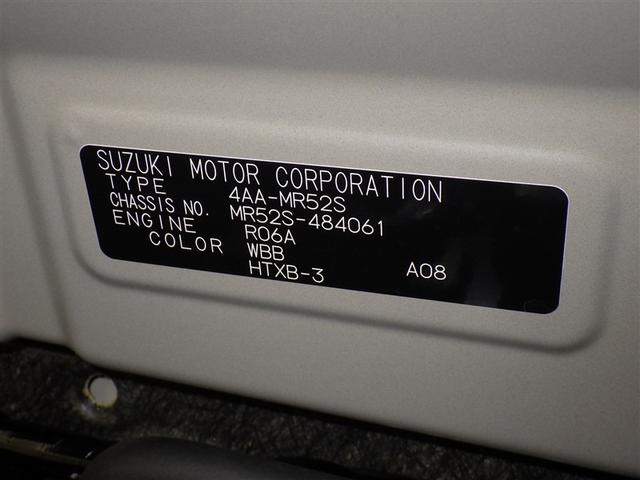 SUZUKI MOTOR CORPORATION
TYPE 4AA-MR52S
CHASSIS NO. MR52S-484061
ENGINE R06A
COLOR WBB
HTXB-3 A08